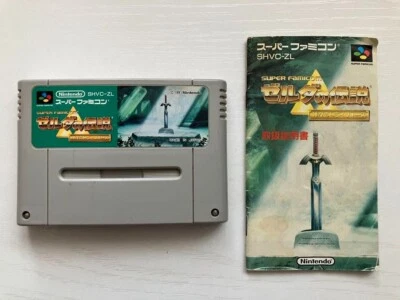 Nintendo SHVC-ZL
スーパーファミコン
SUPER FAMICOM
ゼルダの伝説
Nintendo
スーパーファミコン
SHVC-ZL
SUPER FAMICOM
ゼルダの伝説
取扱説明書
Nintendo